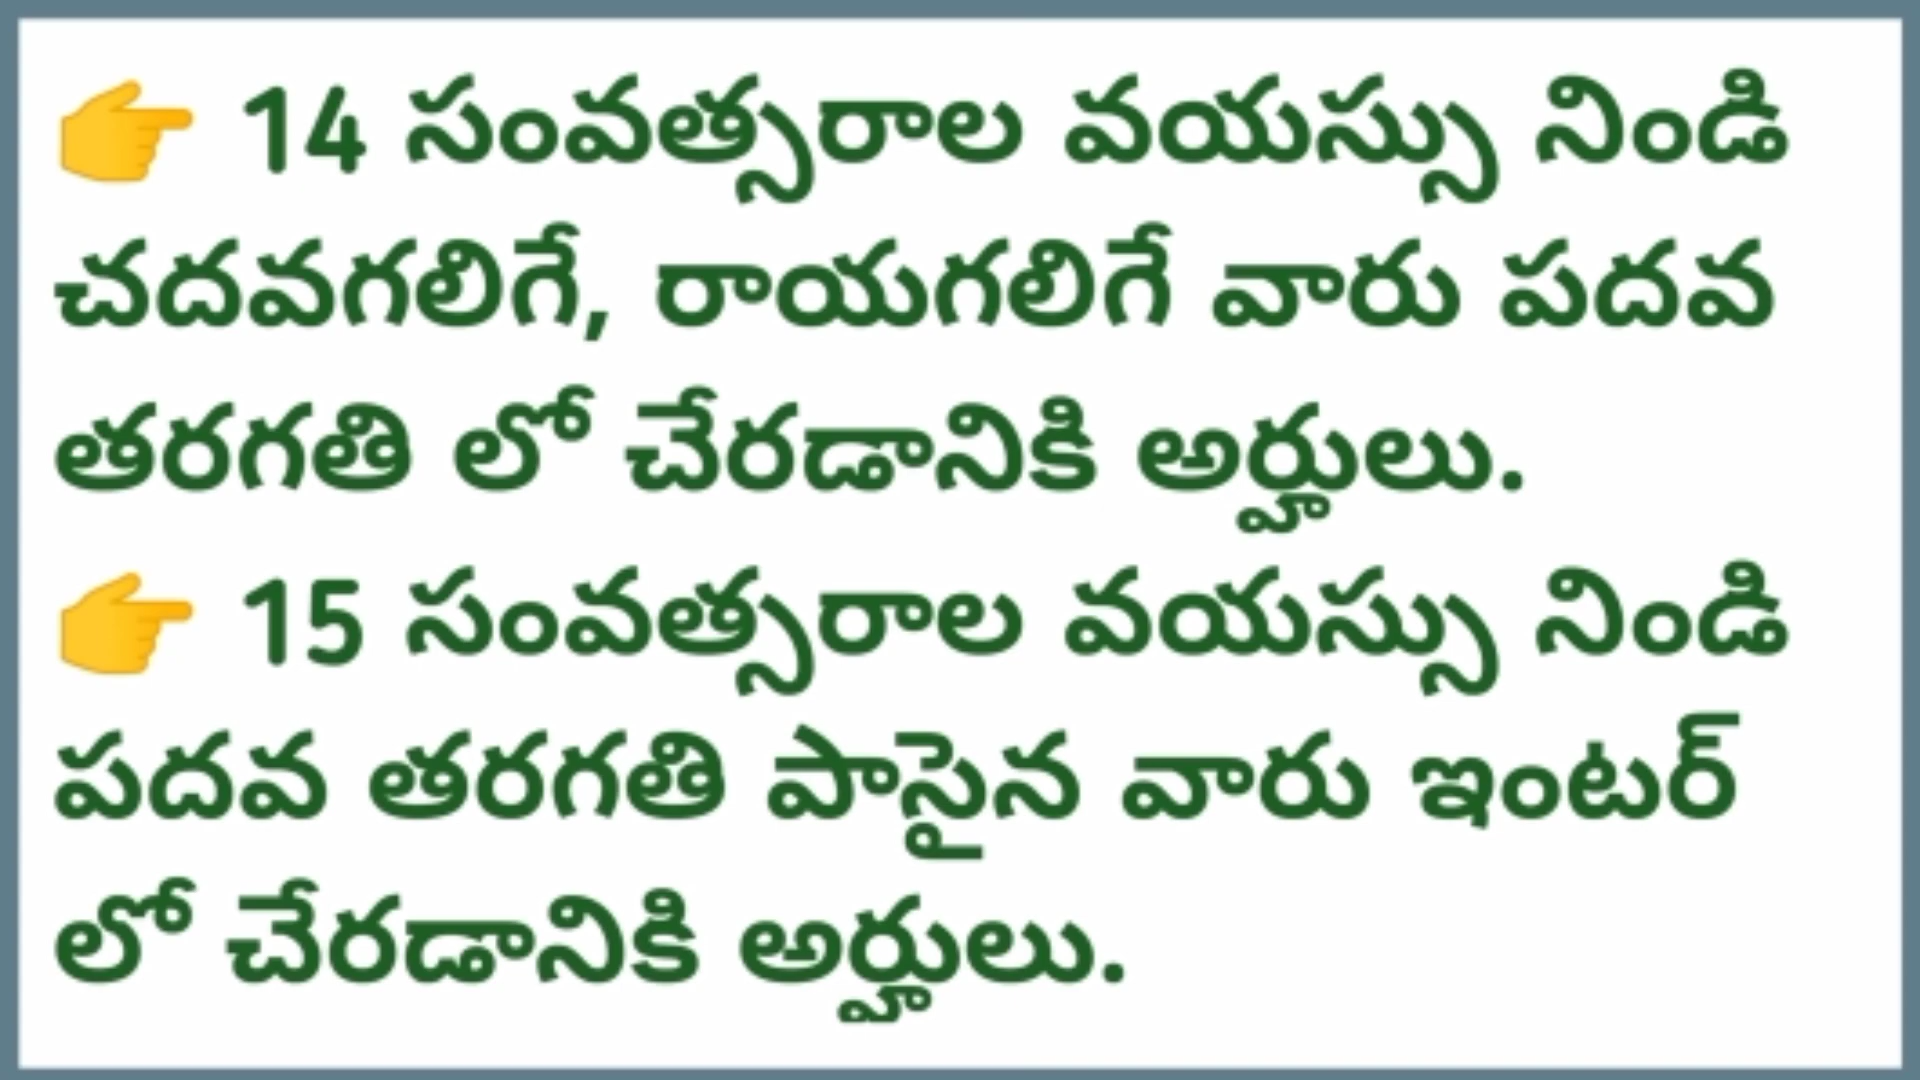 👉 14 సంవత్సరాల వయస్సు నిండి
చదవగలిగే, రాయగలిగే వారు పదవ
తరగతి లో చేరడానికి అర్హులు.
👉 15 సంవత్సరాల వయస్సు నిండి
పదవ తరగతి పాసైన వారు ఇంటర్
లో చేరడానికి అర్హులు.